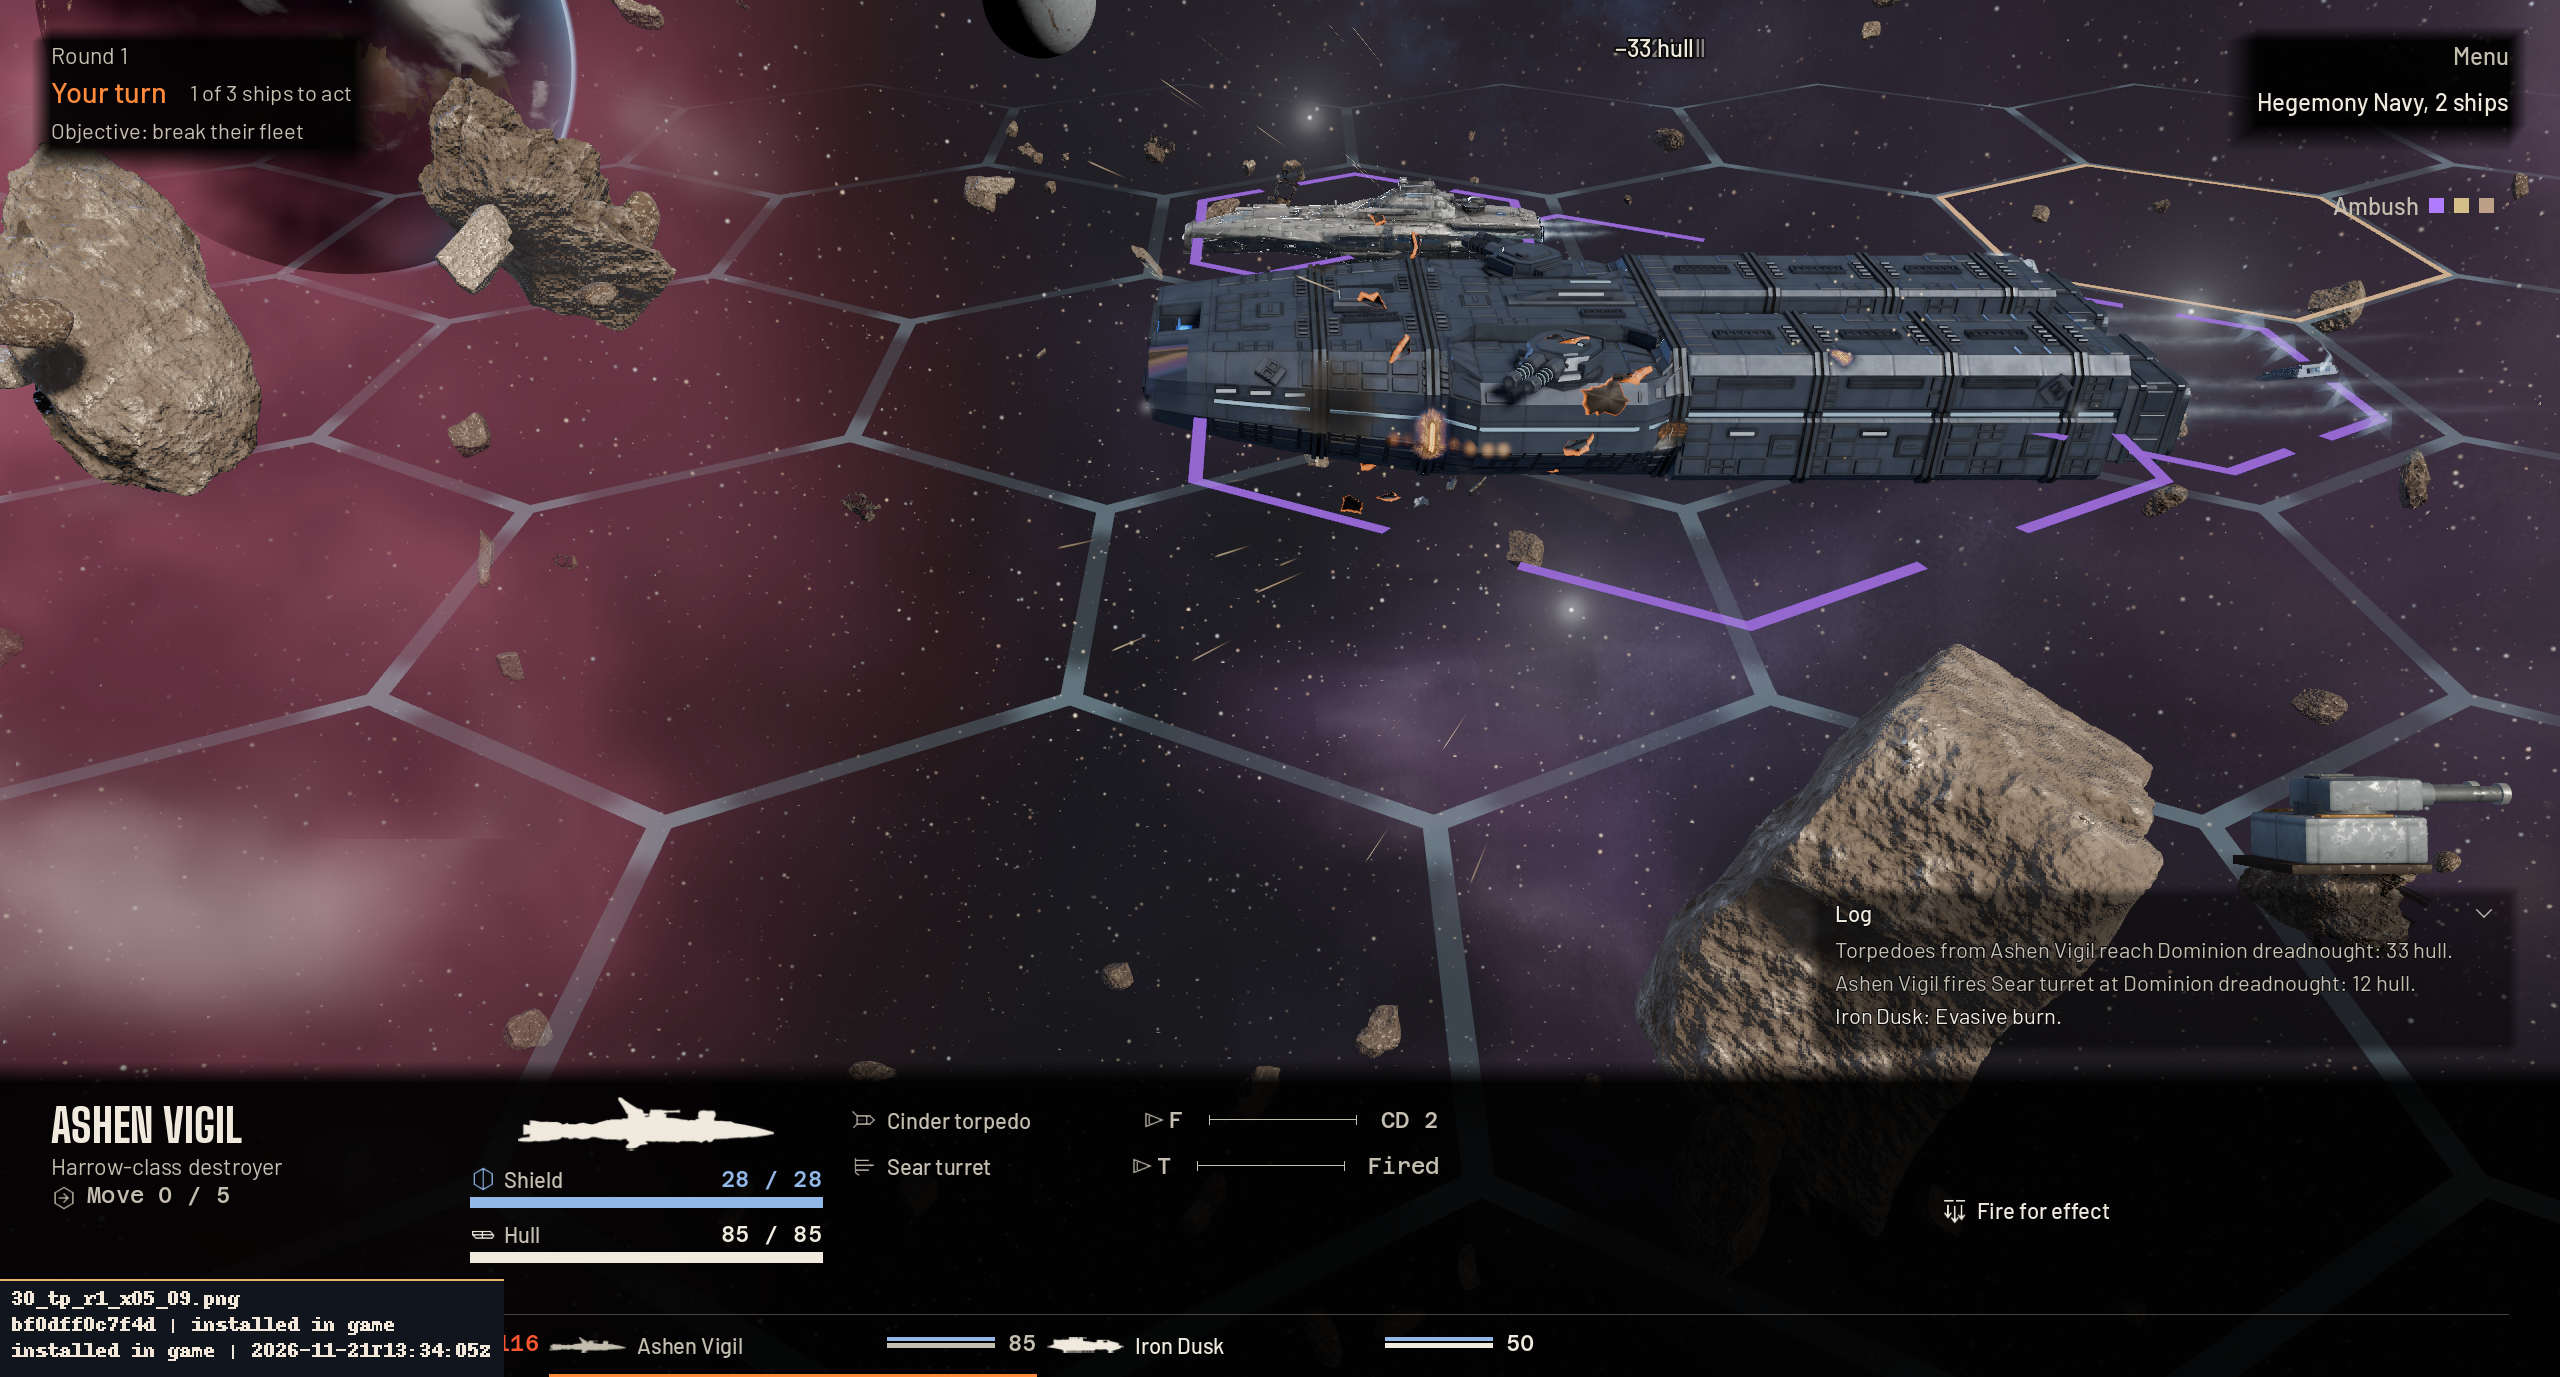 Round 1
Your turn 1 of 3 ships to act
Objective: break their fleet
−33 hull
Menu
Hegemony Navy, 2 ships
Ambush
Log
Torpedoes from Ashen Vigil reach Dominion dreadnought: 33 hull.
Ashen Vigil fires Sear turret at Dominion dreadnought: 12 hull.
Iron Dusk: Evasive burn.
ASHEN VIGIL
Harrow-class destroyer
Move 0 / 5
Shield 28 / 28
Hull 85 / 85
Cinder torpedo F CD 2
Sear turret T Fired
Fire for effect
30_tp_r1_x05_09.png
bf0dff0c7f4d | installed in game
installed in game | 2026-11-21T13:34:05Z
116 Ashen Vigil 85 Iron Dusk 50